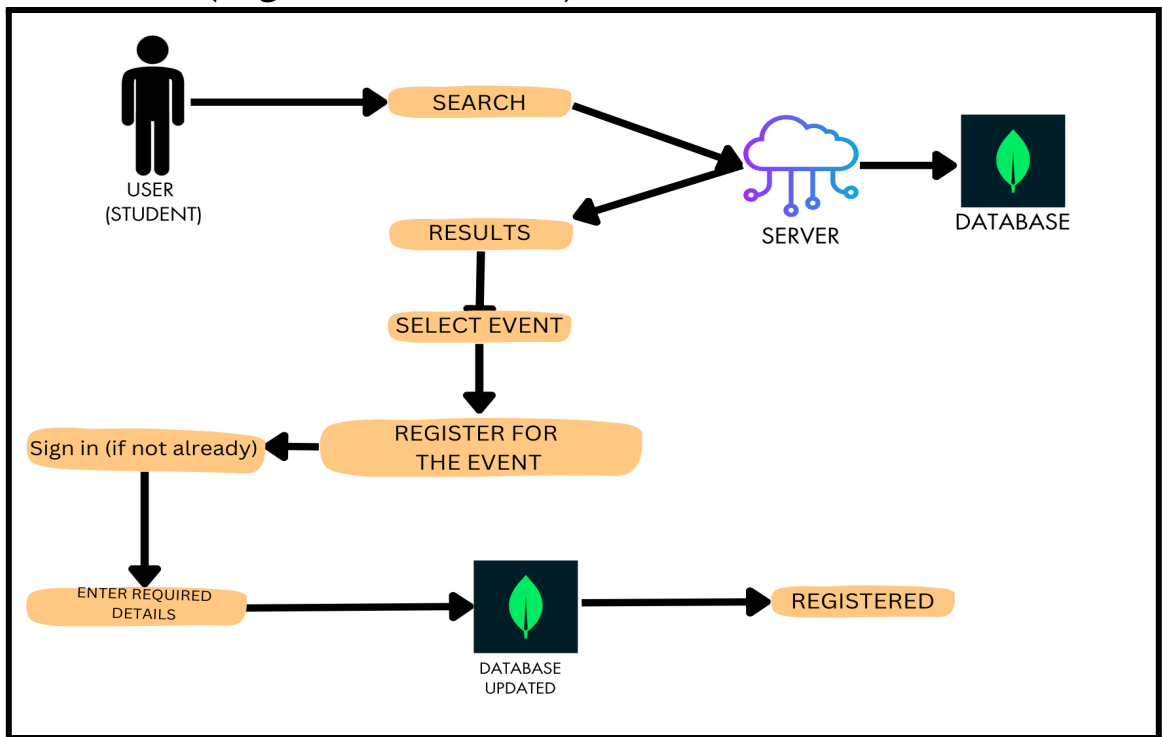 SEARCH
USER
(STUDENT)
SERVER
DATABASE
RESULTS
SELECT EVENT
REGISTER FOR
THE EVENT
Sign in (if not already)
ENTER REQUIRED
DETAILS
DATABASE
UPDATED
REGISTERED